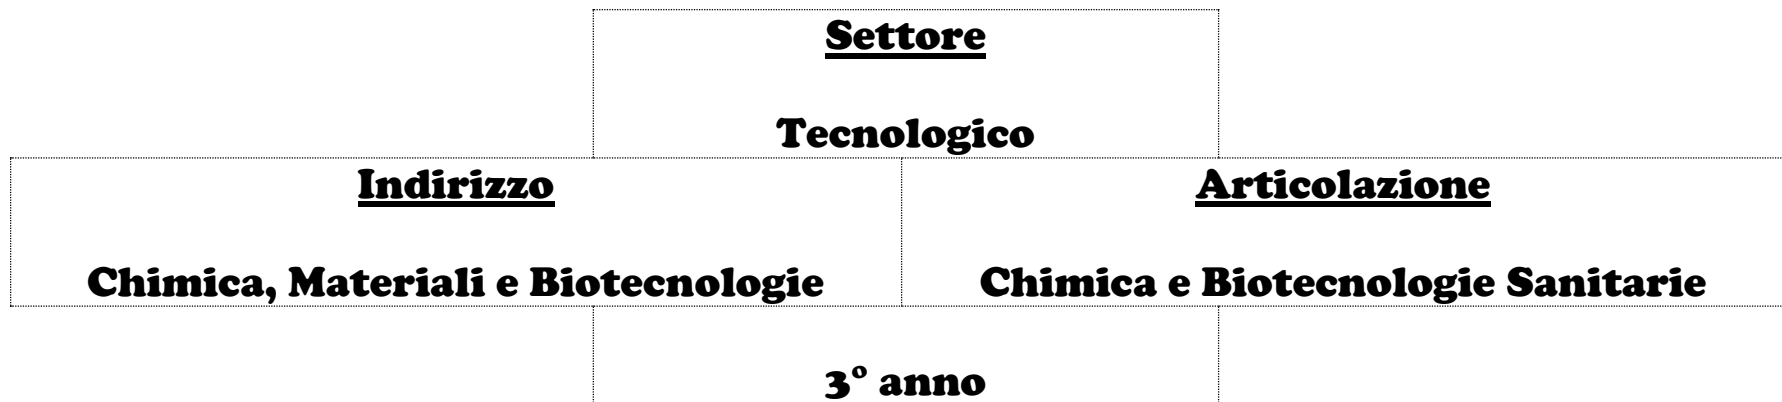 Settore
Tecnologico
Indirizzo
Chimica, Materiali e Biotecnologie
Articolazione
Chimica e Biotecnologie Sanitarie
3° anno